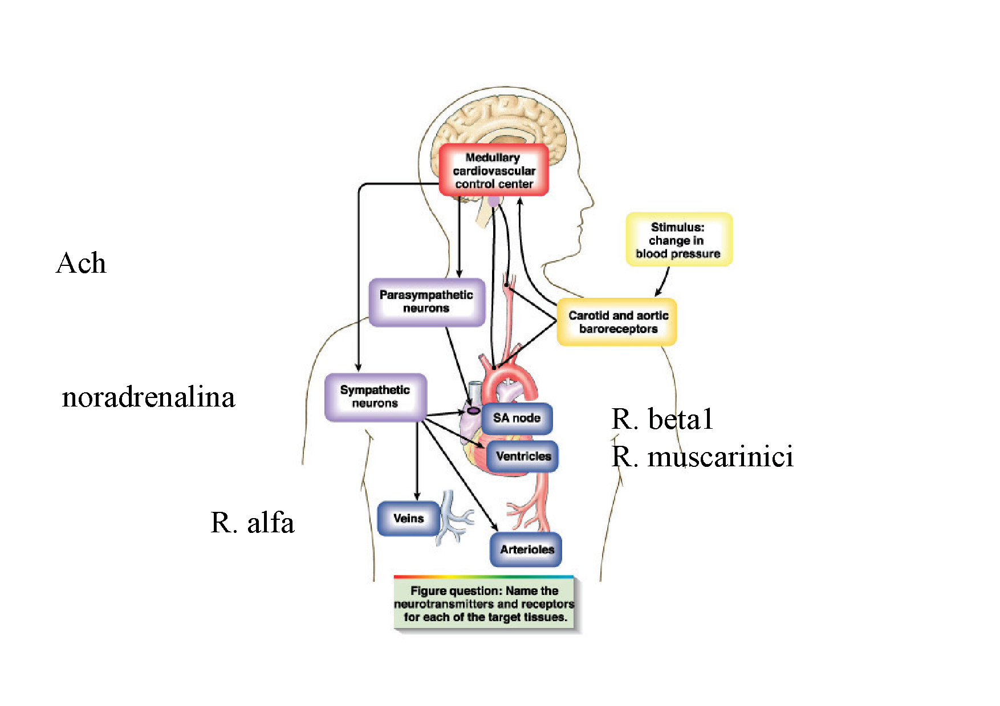 Medullary
cardiovascular
control center
Stimulus:
change in
blood pressure
Ach
Parasympathetic
neurons
Carotid and aortic
baroreceptors
noradrenalina
Sympathetic
neurons
SA node
R. beta1
Ventricles
R. muscarinici
R. alfa
Veins
Arterioles
Figure question: Name the
neurotransmitters and receptors
for each of the target tissues.